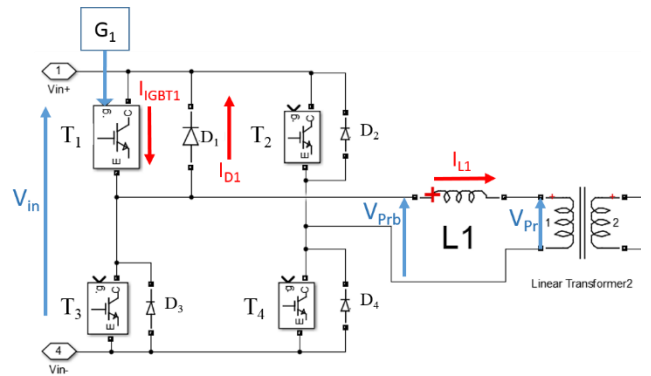 G1
1
Vin+
IIGBT1
g
C
E
T1
D1
ID1
T2
g
C
E
D2
Vin
IL1
VPrb
L1
VPr
1
2
Linear Transformer2
T3
g
C
E
D3
T4
g
C
E
D4
4
Vin-